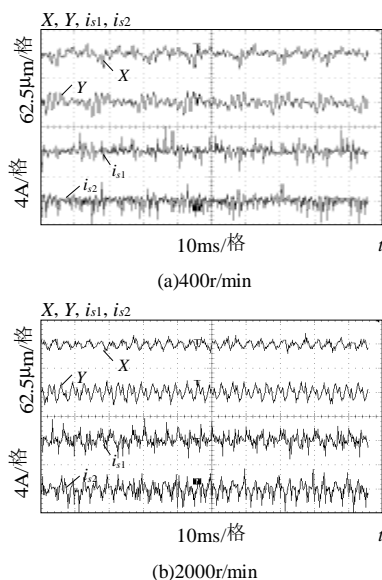 X, Y, is1, is2
62.5μm/格
X
Y
is1
4A/格
is2
10ms/格
t
(a)400r/min
X, Y, is1, is2
62.5μm/格
X
Y
is1
4A/格
is2
10ms/格
t
(b)2000r/min